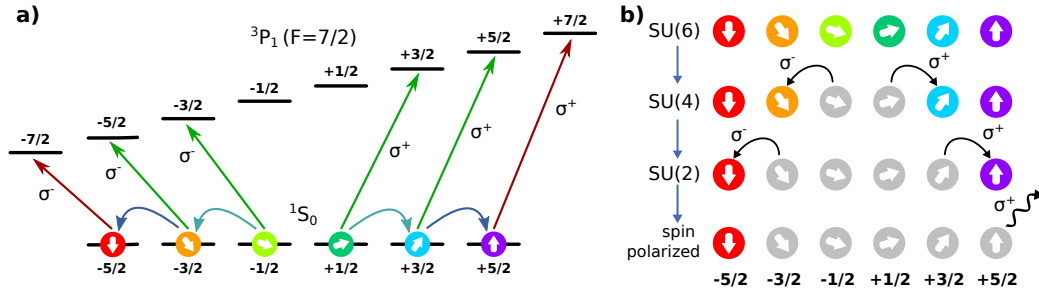 a)
³P₁ (F=7/2)
-7/2
-5/2
-3/2
-1/2
+1/2
+3/2
+5/2
+7/2
σ⁻
σ⁻
σ⁻
σ⁺
σ⁺
σ⁺
¹S₀
-5/2
-3/2
-1/2
+1/2
+3/2
+5/2
b)
SU(6)
σ⁻
σ⁺
SU(4)
σ⁻
σ⁺
SU(2)
σ⁺
spin
polarized
-5/2
-3/2
-1/2
+1/2
+3/2
+5/2